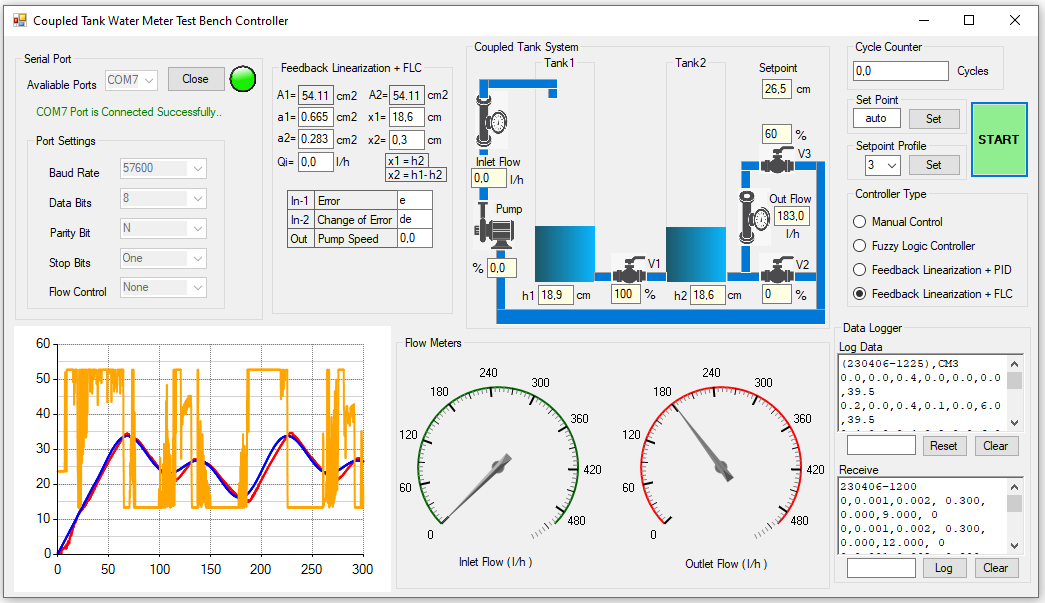 Coupled Tank Water Meter Test Bench Controller
Serial Port
Avaliable Ports COM7 Close
COM7 Port is Connected Successfully..
Port Settings
Baud Rate 57600
Data Bits 8
Parity Bit N
Stop Bits One
Flow Control None
Feedback Linearization + FLC
A1= 54.11 cm2 A2= 54.11 cm2
a1= 0.665 cm2 x1= 18,6 cm
a2= 0.283 cm2 x2= 0,3 cm
Qi= 0,0 l/h x1 = h2
x2 = h1- h2
In-1 Error e
In-2 Change of Error de
Out Pump Speed 0,0
Coupled Tank System
Tank1 Tank2
Setpoint
26,5 cm
60 %
V3
Inlet Flow
0,0 l/h
Pump
% 0,0
Out Flow
183,0
l/h
V1 V2
h1 18,9 cm 100 % h2 18,6 cm 0 %
Cycle Counter
0,0 Cycles
Set Point
auto Set
Setpoint Profile
3 Set
START
Controller Type
Manual Control
Fuzzy Logic Controller
Feedback Linearization + PID
Feedback Linearization + FLC
60
50
40
30
20
10
0
0 50 100 150 200 250 300
Flow Meters
0 60 120 180 240 300 360 420 480
Inlet Flow ( l/h )
0 60 120 180 240 300 360 420 480
Outlet Flow ( l/h )
Data Logger
Log Data
(230406-1225),CM3
0.0,0.0,0.4,0.0,0.0,0.0
,39.5
0.2,0.0,0.4,0.1,0.0,6.0
,39.5
Reset Clear
Receive
230406-1200
0,0.001,0.002, 0.300,
0.000,9.000, 0
0,0.001,0.002, 0.300,
0.000,12.000, 0
Log Clear